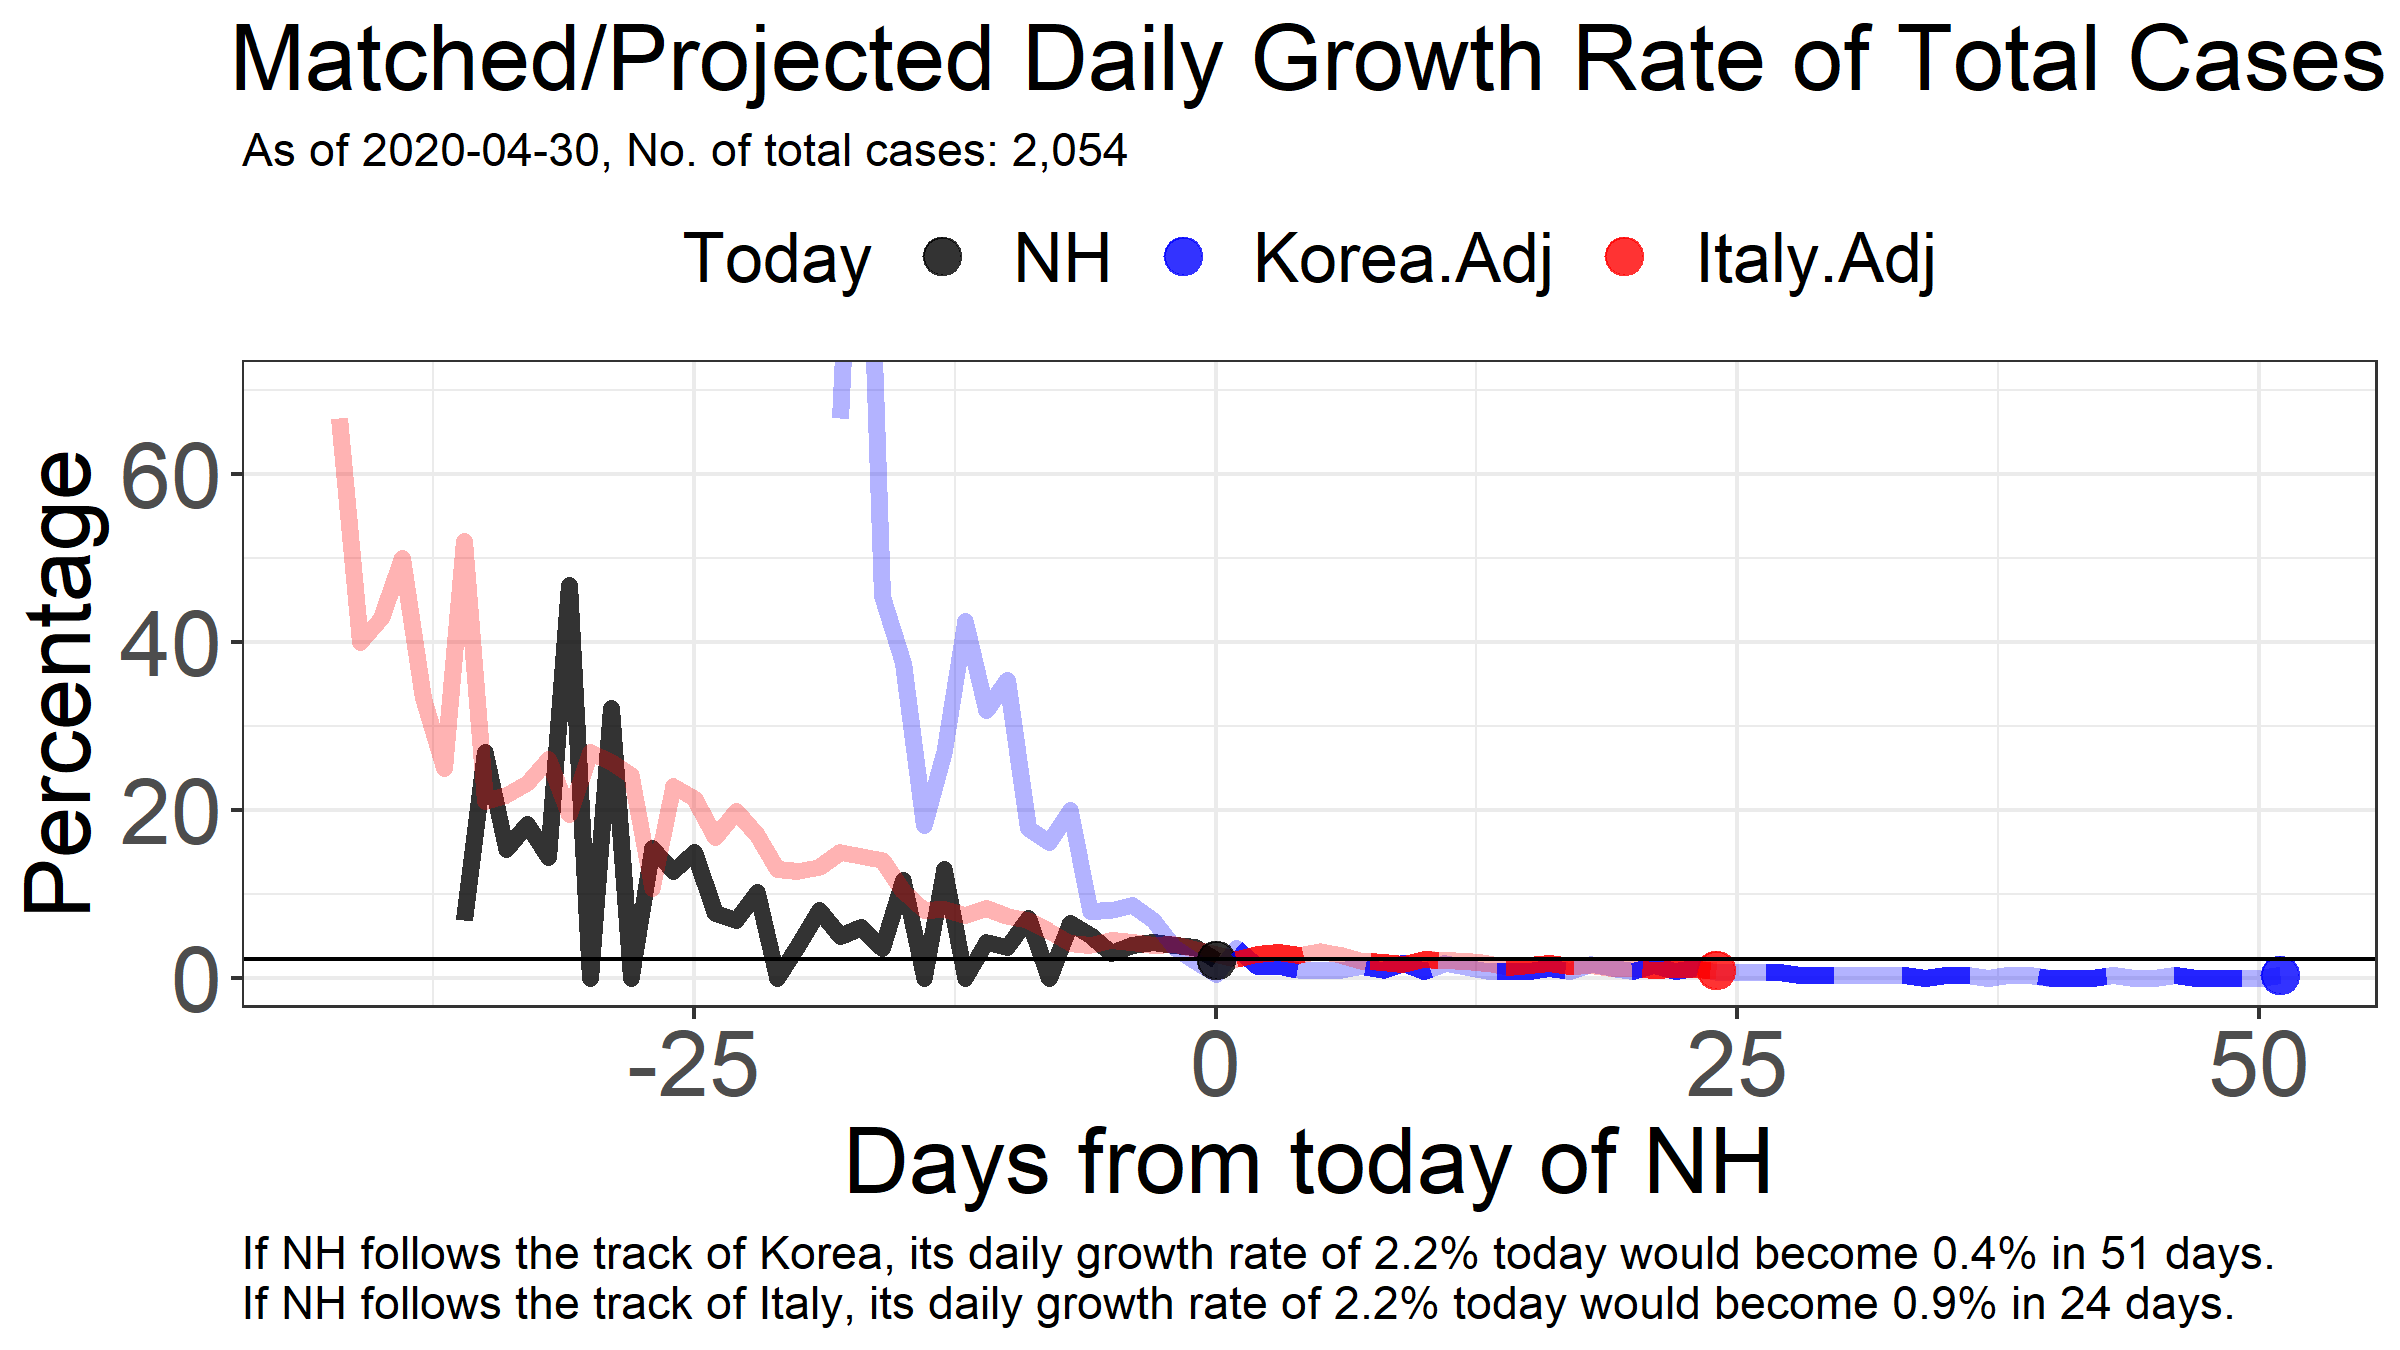 Matched/Projected Daily Growth Rate of Total Cases
As of 2020-04-30, No. of total cases: 2,054
Today NH Korea.Adj Italy.Adj
Percentage
60
40
20
0
-25 0 25 50
Days from today of NH
If NH follows the track of Korea, its daily growth rate of 2.2% today would become 0.4% in 51 days.
If NH follows the track of Italy, its daily growth rate of 2.2% today would become 0.9% in 24 days.